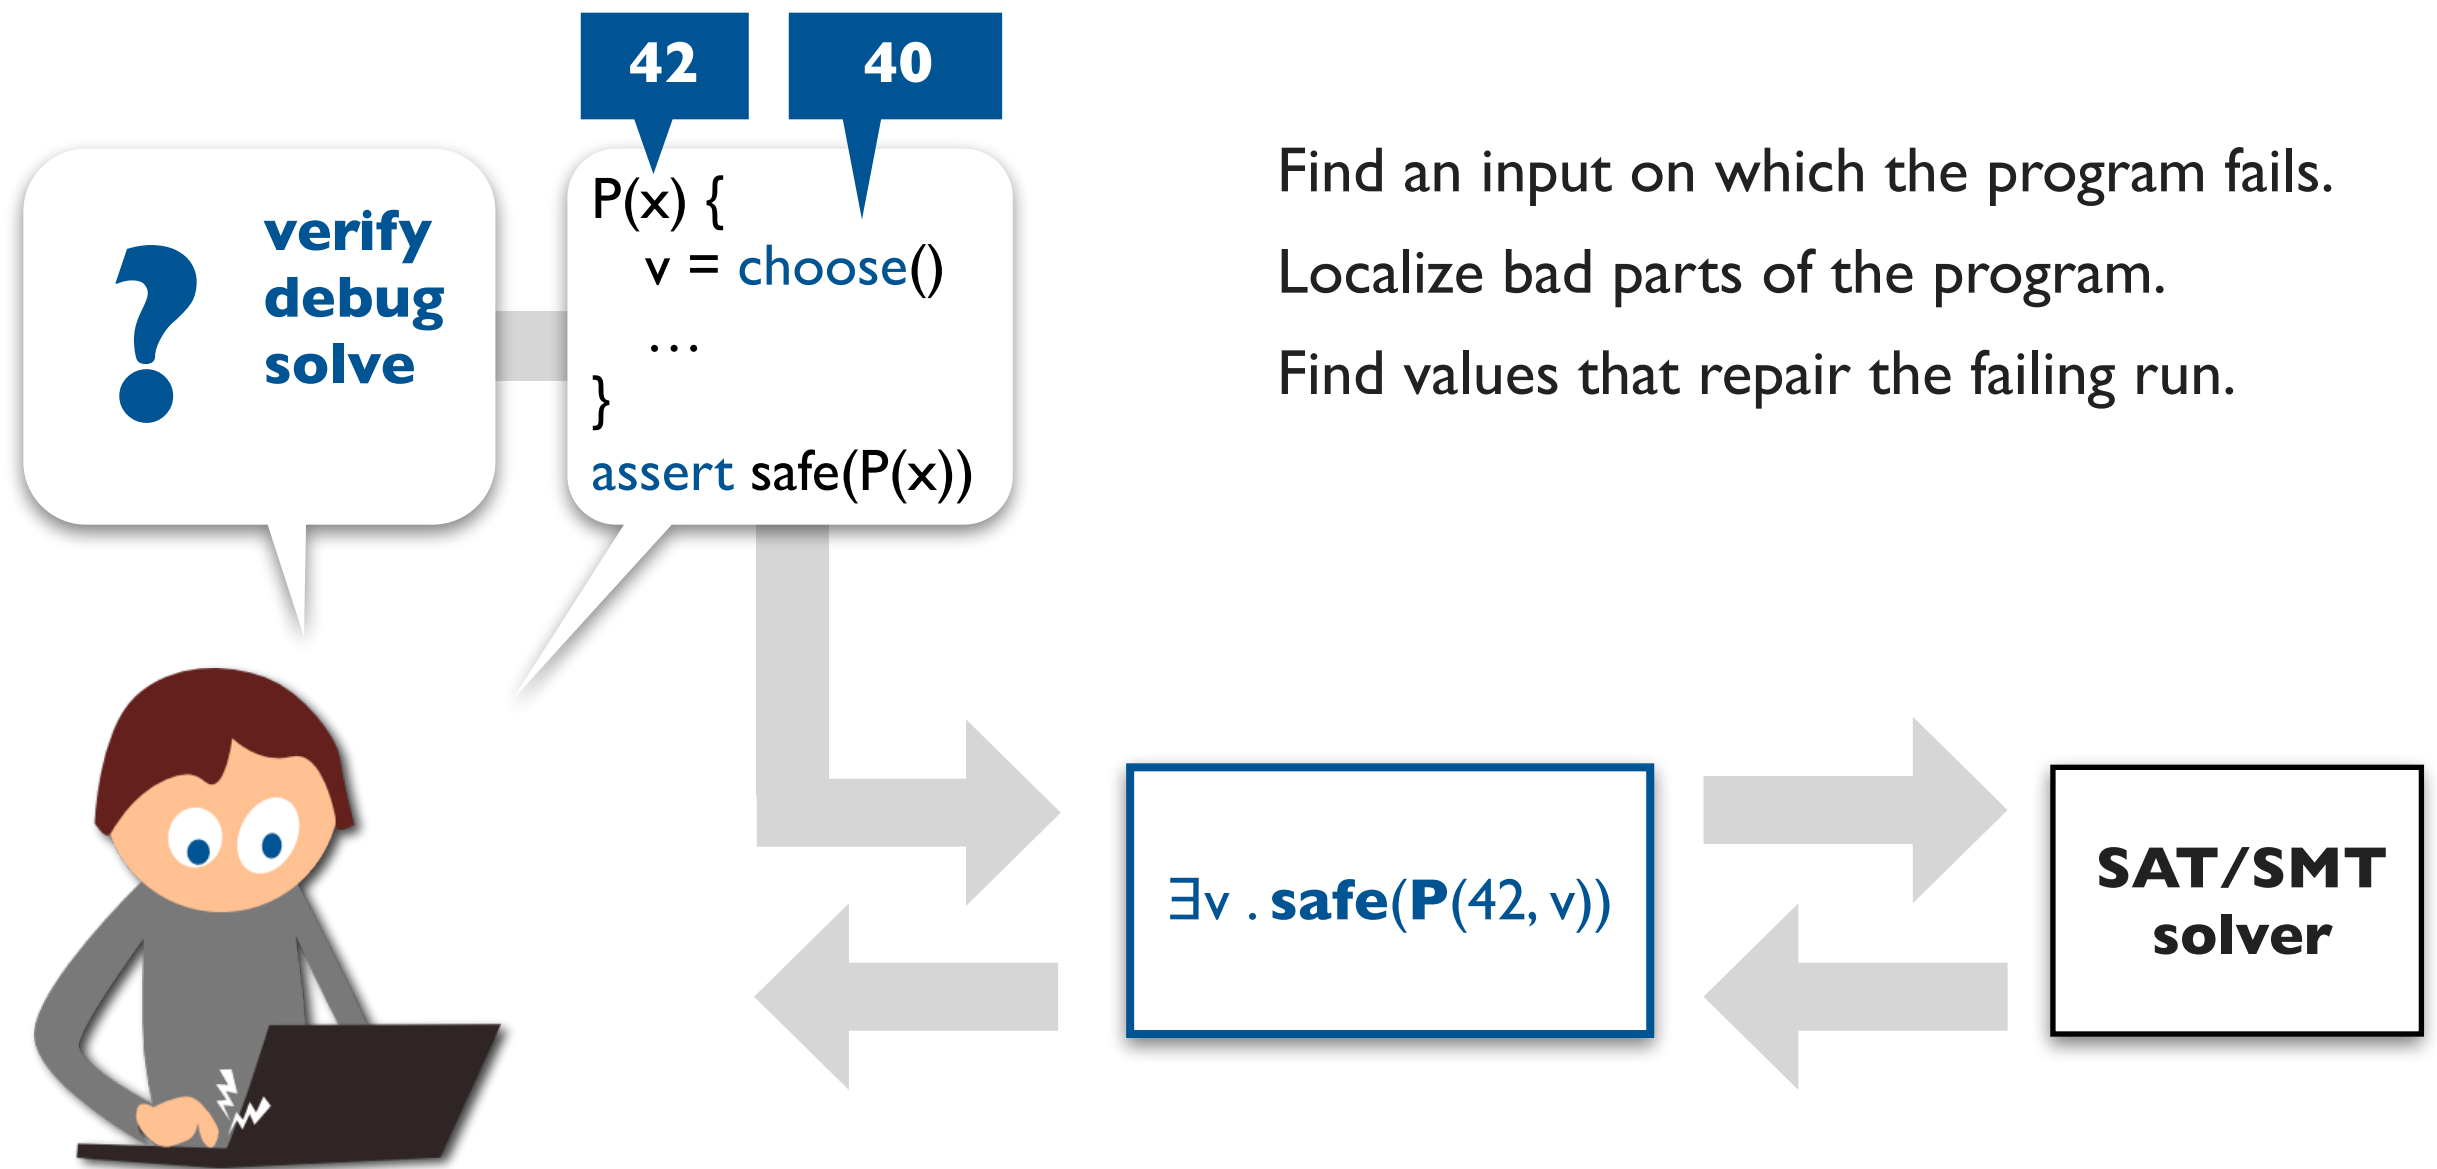 42
40
?
verify
debug
solve
P(x) {
v = choose()
...
}
assert safe(P(x))
Find an input on which the program fails.
Localize bad parts of the program.
Find values that repair the failing run.
∃v . safe(P(42, v))
SAT/SMT
solver